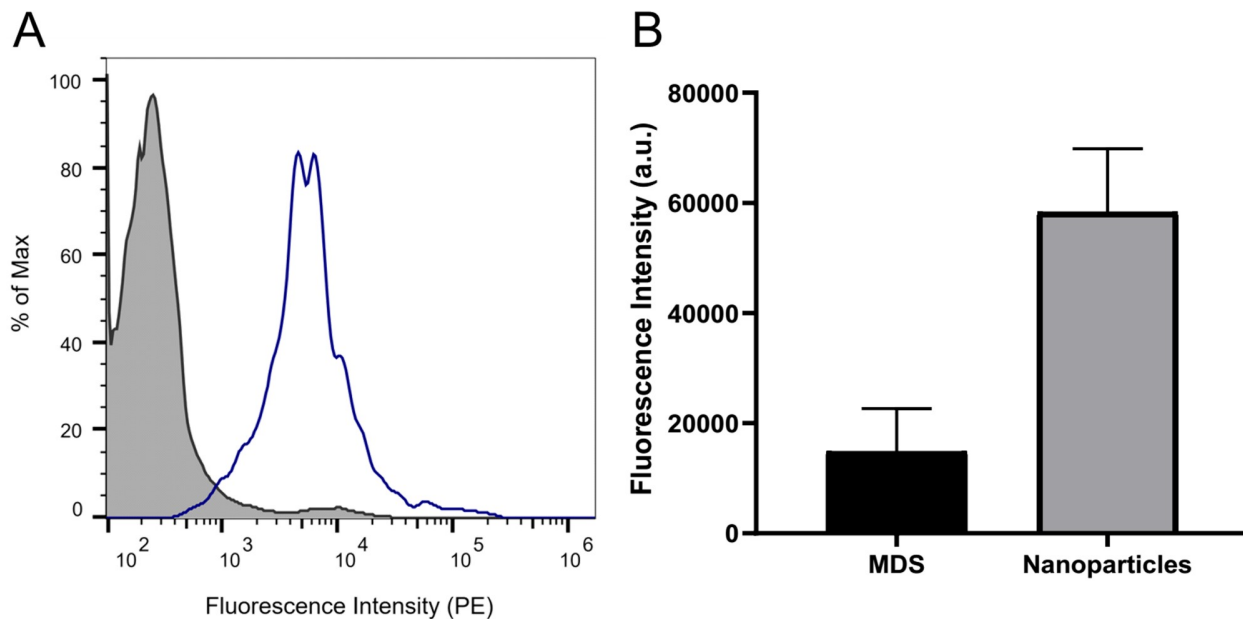 A
% of Max
100
80
60
40
20
0
10^2 10^3 10^4 10^5 10^6
Fluorescence Intensity (PE)
B
Fluorescence Intensity (a.u.)
80000
60000
40000
20000
0
MDS Nanoparticles